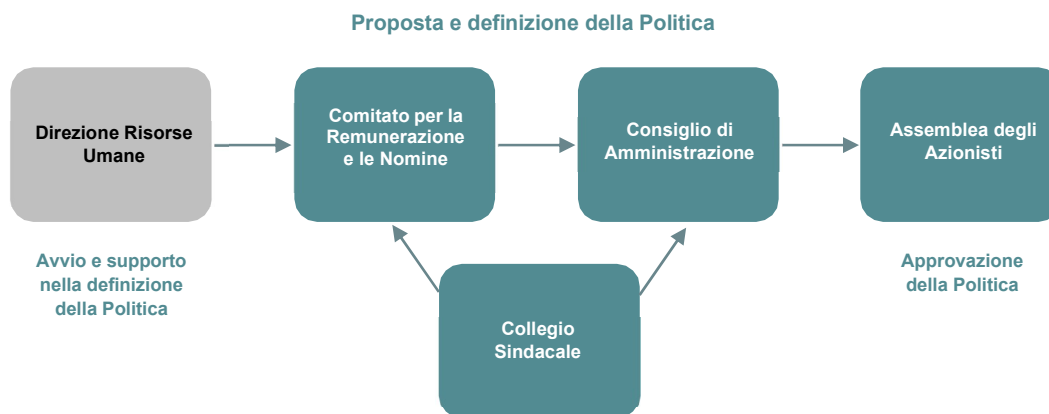 Proposta e definizione della Politica
Direzione Risorse
Umane
Comitato per la
Remunerazione
e le Nomine
Consiglio di
Amministrazione
Assemblea degli
Azionisti
Avvio e supporto
nella definizione
della Politica
Approvazione
della Politica
Collegio
Sindacale